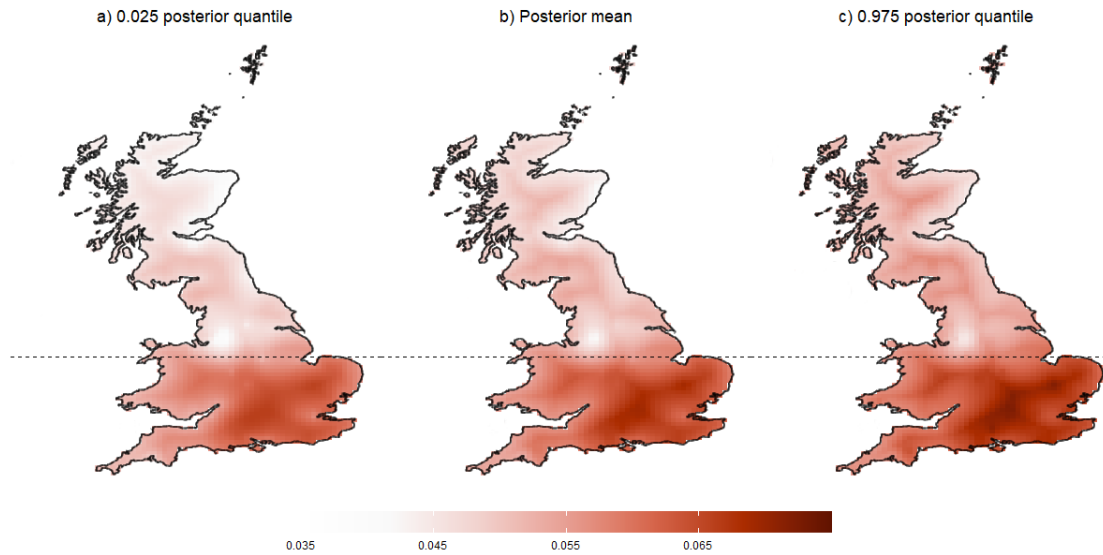 a) 0.025 posterior quantile
b) Posterior mean
c) 0.975 posterior quantile
0.035 0.045 0.055 0.065